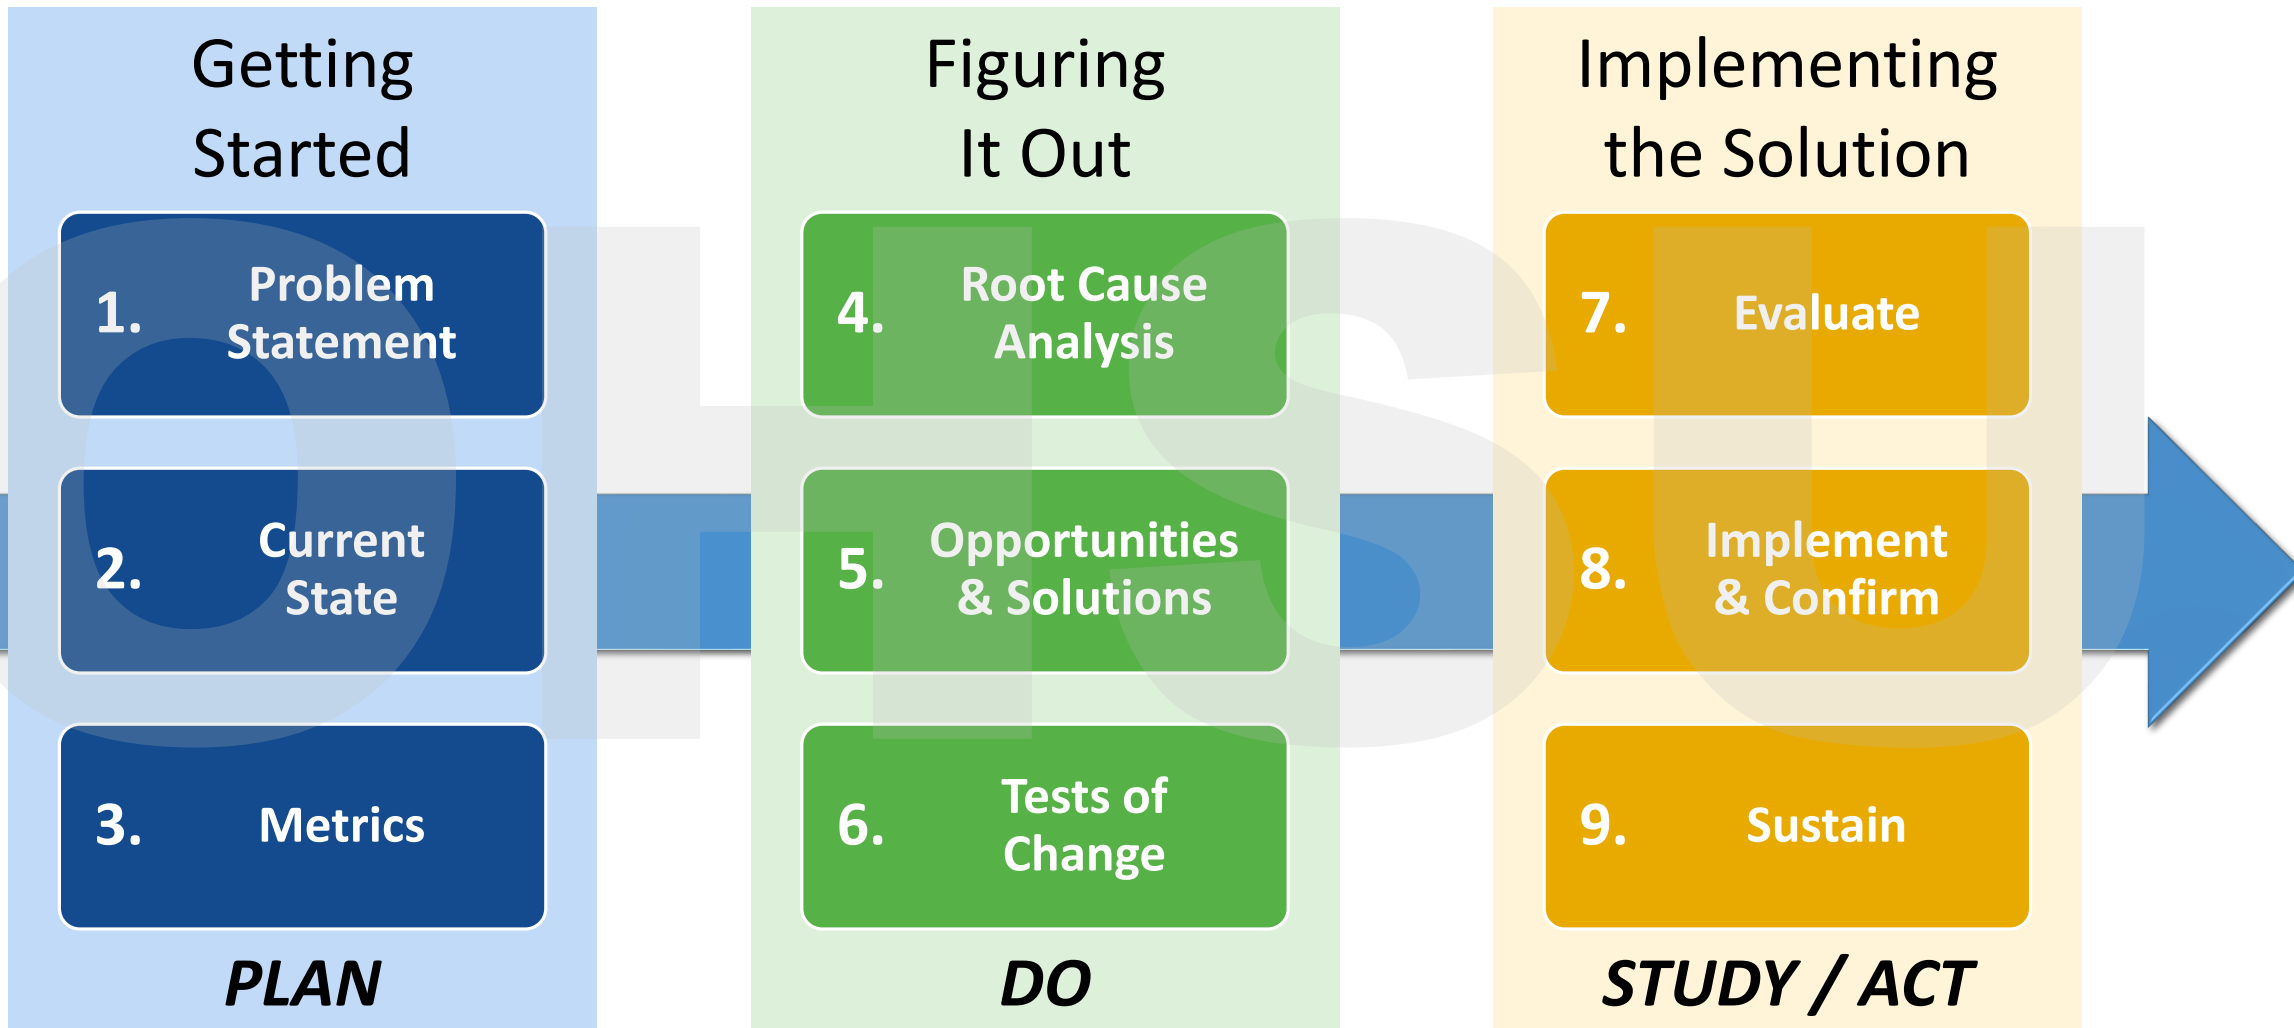 Getting
Started
1. Problem
Statement
2. Current
State
3. Metrics
PLAN
Figuring
It Out
4. Root Cause
Analysis
5. Opportunities
& Solutions
6. Tests of
Change
DO
Implementing
the Solution
7. Evaluate
8. Implement
& Confirm
9. Sustain
STUDY / ACT
OHSU